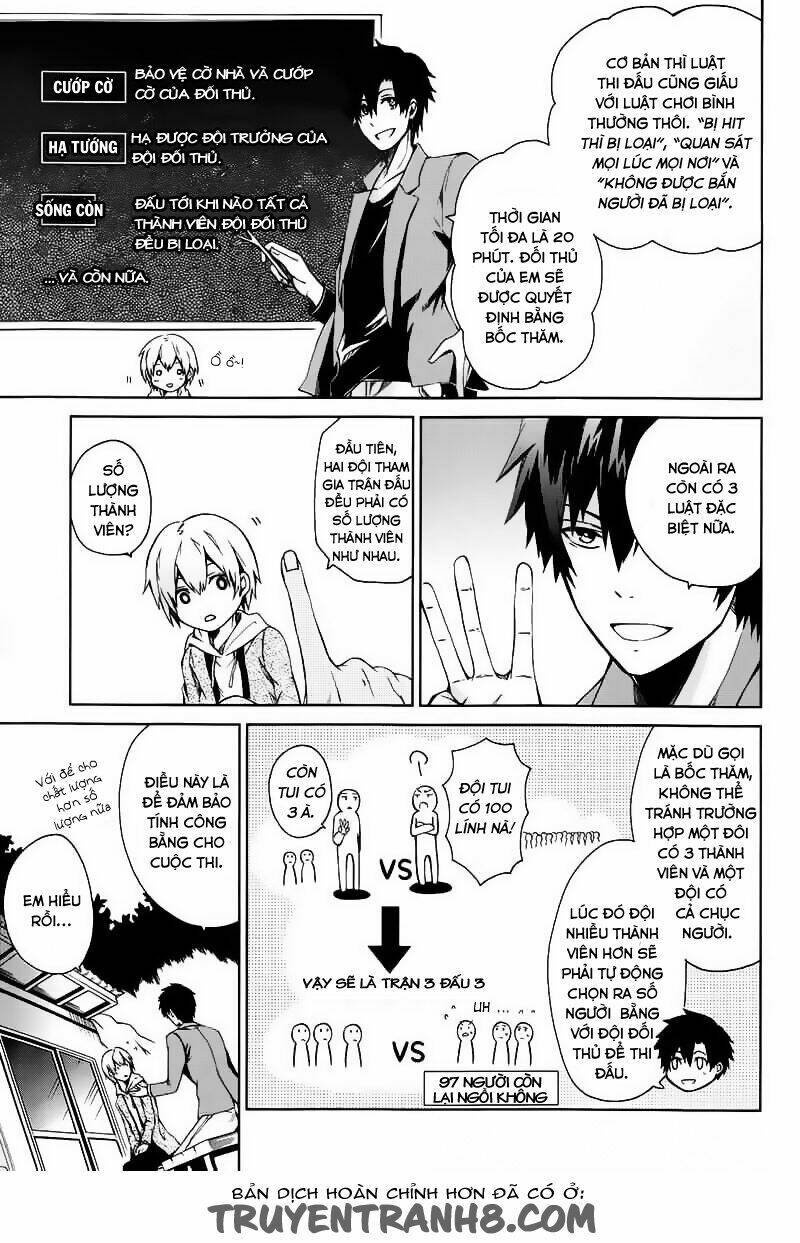 CƠ BẢN THÌ LUẬT
THI ĐẤU CŨNG GIẤU
VỚI LUẬT CHƠI BÌNH
THƯỜNG THÔI. "BỊ HIT
THÌ BỊ LOẠI", "QUAN SÁT
MỌI LÚC MỌI NƠI" VÀ
"KHÔNG ĐƯỢC BẮN
NGƯỜI ĐÃ BỊ LOẠI".
THỜI GIAN
TỐI ĐA LÀ 20
PHÚT. ĐỐI THỦ
CỦA EM SẼ
ĐƯỢC QUYẾT
ĐỊNH BẰNG
BỐC THĂM.
CƯỚP CỜ
BẢO VỆ CỜ NHÀ VÀ CƯỚP
CỜ CỦA ĐỐI THỦ.
HẠ TƯỚNG
HẠ ĐƯỢC ĐỘI TRƯỞNG CỦA
ĐỘI ĐỐI THỦ.
SỐNG CÒN
ĐẤU TỚI KHI NÀO TẤT CẢ
THÀNH VIÊN ĐỘI ĐỐI THỦ
ĐỀU BỊ LOẠI.
...VÀ CÒN NỮA.
Ồ ồ~!
NGOÀI RA
CÒN CÓ 3
LUẬT ĐẶC
BIỆT NỮA.
ĐẦU TIÊN,
HAI ĐỘI THAM
GIA TRẬN ĐẤU
ĐỀU PHẢI CÓ
SỐ LƯỢNG
THÀNH VIÊN
NHƯ NHAU.
SỐ
LƯỢNG
THÀNH
VIÊN?
MẶC DÙ GỌI
LÀ BỐC THĂM,
KHÔNG THỂ
TRÁNH TRƯỜNG
HỢP MỘT ĐÔI
CÓ 3 THÀNH
VIÊN VÀ MỘT
ĐỘI CÓ
CẢ CHỤC
NGƯỜI.
LÚC ĐÓ ĐỘI
NHIỀU THÀNH
VIÊN HƠN SẼ
PHẢI TỰ ĐỘNG
CHỌN RA SỐ
NGƯỜI BẰNG
VỚI ĐỘI ĐỐI
THỦ ĐỂ THI
ĐẤU.
ĐỘI TUI
CÓ 100
LÍNH NÀ!
CÒN
TUI CÓ
3 À.
VS
VẬY SẼ LÀ TRẬN 3 ĐẤU 3
UH ...
VS
97 NGƯỜI CÒN
LẠI NGỒI KHÔNG
ĐIỀU NÀY LÀ
ĐỂ ĐẢM BẢO
TÍNH CÔNG
BẰNG CHO
CUỘC THI.
Với để cho
chất lượng
hơn số
lượng nữa
EM HIỂU
RỒI...
BẢN DỊCH HOÀN CHỈNH HƠN ĐÃ CÓ Ở:
TRUYENTRANH8.COM